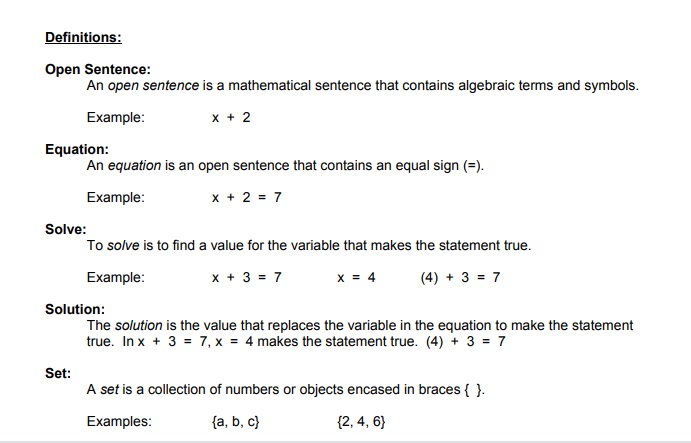 Definitions:
Open Sentence:
An open sentence is a mathematical sentence that contains algebraic terms and symbols.
Example: x + 2
Equation:
An equation is an open sentence that contains an equal sign (=).
Example: x + 2 = 7
Solve:
To solve is to find a value for the variable that makes the statement true.
Example: x + 3 = 7 x = 4 (4) + 3 = 7
Solution:
The solution is the value that replaces the variable in the equation to make the statement
true. In x + 3 = 7, x = 4 makes the statement true. (4) + 3 = 7
Set:
A set is a collection of numbers or objects encased in braces { }.
Examples: {a, b, c} {2, 4, 6}